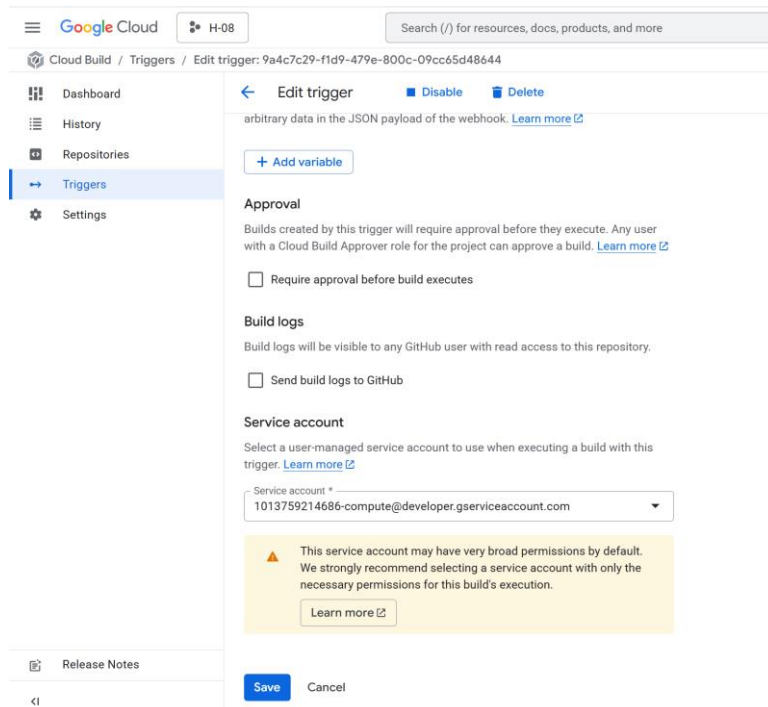 Google Cloud
H-08
Search (/) for resources, docs, products, and more
Cloud Build / Triggers / Edit trigger: 9a4c7c29-f1d9-479e-800c-09cc65d48644
Dashboard
History
Repositories
Triggers
Settings
Release Notes
Edit trigger
Disable
Delete
arbitrary data in the JSON payload of the webhook. Learn more
+ Add variable
Approval
Builds created by this trigger will require approval before they execute. Any user
with a Cloud Build Approver role for the project can approve a build. Learn more
Require approval before build executes
Build logs
Build logs will be visible to any GitHub user with read access to this repository.
Send build logs to GitHub
Service account
Select a user-managed service account to use when executing a build with this
trigger. Learn more
Service account *
1013759214686-compute@developer.gserviceaccount.com
This service account may have very broad permissions by default.
We strongly recommend selecting a service account with only the
necessary permissions for this build's execution.
Learn more
Save
Cancel